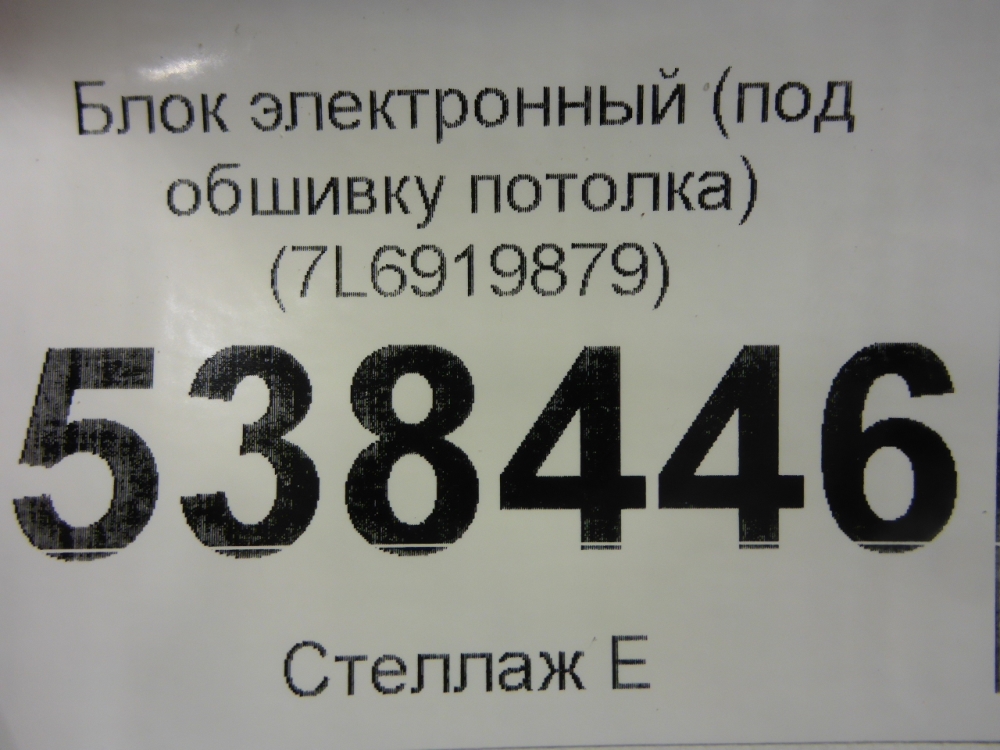 Блок электронный (под
обшивку потолка)
(7L6919879)
538446
Стеллаж Е